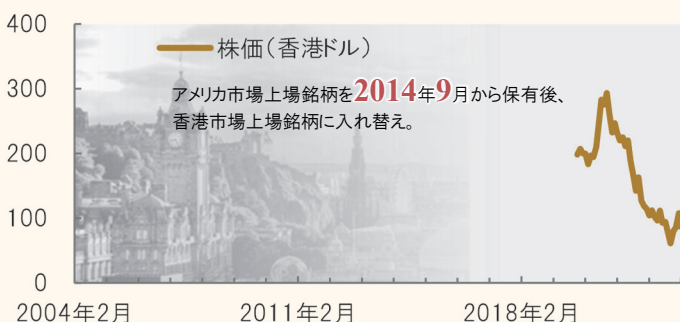 400
株価（香港ドル）
300
アメリカ市場上場銘柄を2014年9月から保有後、
香港市場上場銘柄に入れ替え。
200
100
0
2004年2月 2011年2月 2018年2月